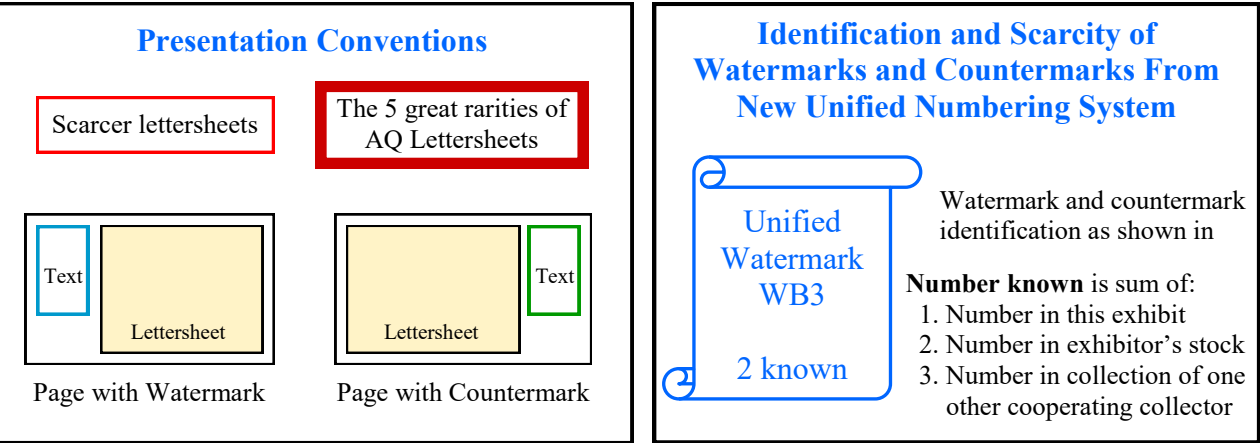 Presentation Conventions
Scarcer lettersheets
The 5 great rarities of
AQ Lettersheets
Text
Lettersheet
Page with Watermark
Lettersheet
Text
Page with Countermark
Identification and Scarcity of
Watermarks and Countermarks From
New Unified Numbering System
Unified
Watermark
WB3
2 known
Watermark and countermark
identification as shown in
Number known is sum of:
1. Number in this exhibit
2. Number in exhibitor’s stock
3. Number in collection of one
other cooperating collector